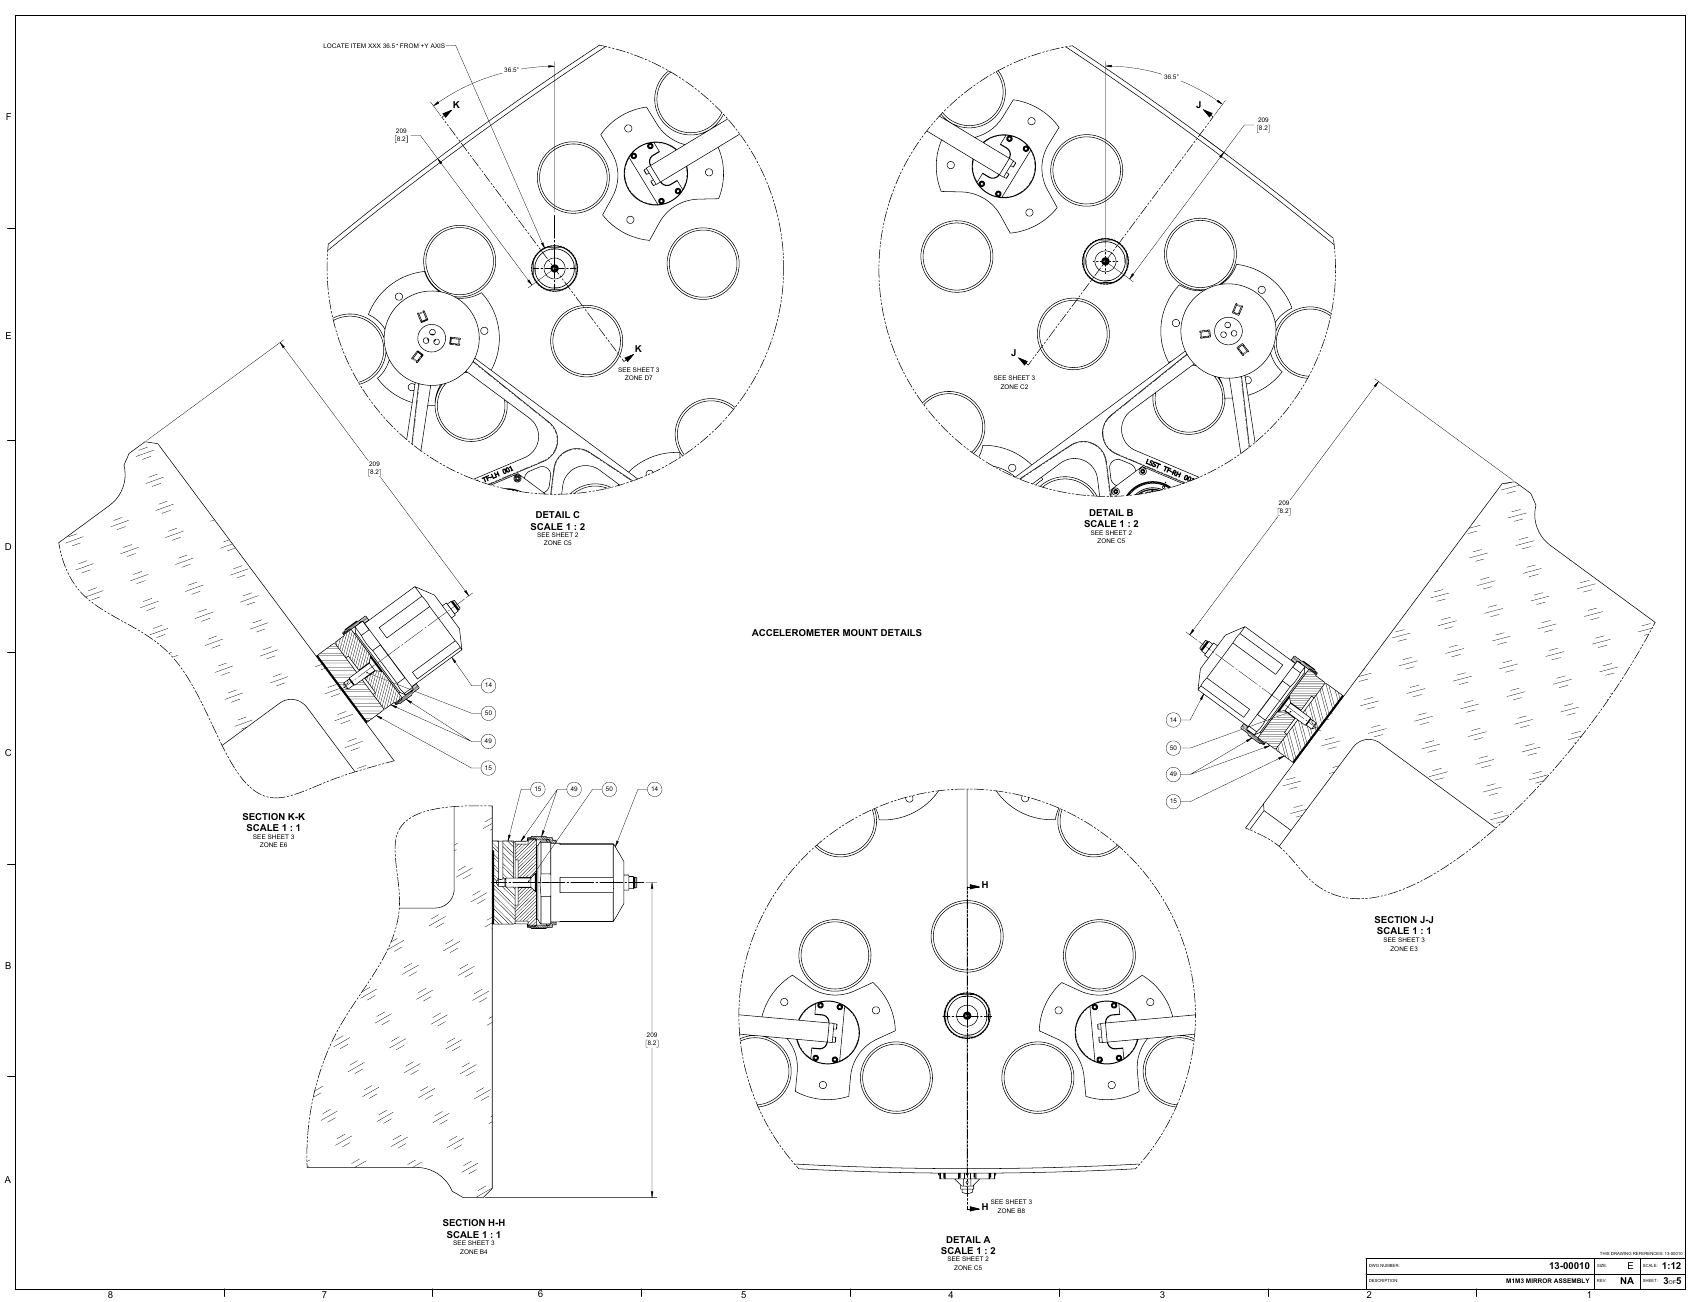 LOCATE ITEM XXX 36.5° FROM +Y AXIS
36.5°
K
209
[8.2]
K
SEE SHEET 3
ZONE D7
TF-LH 001
DETAIL C
SCALE 1 : 2
SEE SHEET 2
ZONE C5
36.5°
J
209
[8.2]
J
SEE SHEET 3
ZONE C2
LSST TF-RH 00
DETAIL B
SCALE 1 : 2
SEE SHEET 2
ZONE C5
209
[8.2]
14
50
49
15
SECTION K-K
SCALE 1 : 1
SEE SHEET 3
ZONE E6
ACCELEROMETER MOUNT DETAILS
209
[8.2]
14
50
49
15
SECTION J-J
SCALE 1 : 1
SEE SHEET 3
ZONE E3
15
49
50
14
209
[8.2]
SECTION H-H
SCALE 1 : 1
SEE SHEET 3
ZONE B4
H
H
SEE SHEET 3
ZONE B8
DETAIL A
SCALE 1 : 2
SEE SHEET 2
ZONE C5
F
E
D
C
B
A
8
7
6
5
4
3
2
1
THIS DRAWING REFERENCES: 13-00010
DWG NUMBER: 13-00010 SIZE: E SCALE: 1:12
DESCRIPTION: M1M3 MIRROR ASSEMBLY REV: NA SHEET: 3 OF 5